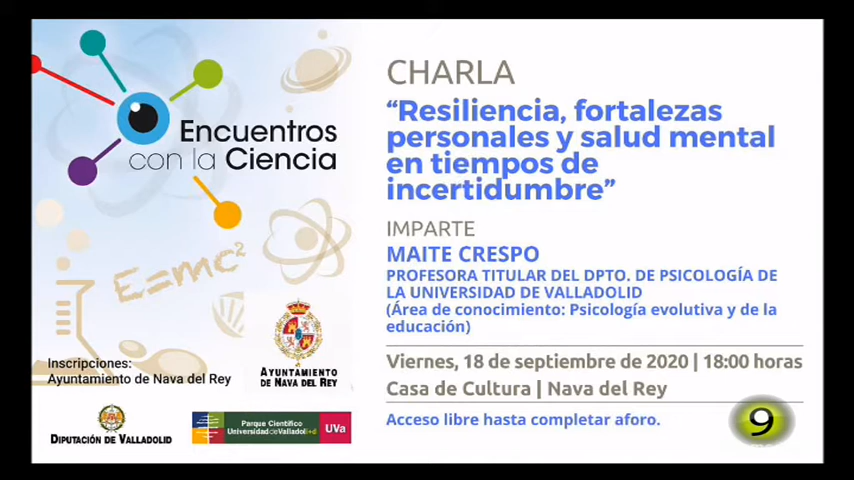 Encuentros
con la Ciencia
E=mc²
Inscripciones:
Ayuntamiento de Nava del Rey
AYUNTAMIENTO
DE NAVA DEL REY
DIPUTACIÓN DE VALLADOLID
Parque Científico
UniversidaddeValladolid
UVa
CHARLA
“Resiliencia, fortalezas
personales y salud mental
en tiempos de
incertidumbre”
IMPARTE
MAITE CRESPO
PROFESORA TITULAR DEL DPTO. DE PSICOLOGÍA DE
LA UNIVERSIDAD DE VALLADOLID
(Área de conocimiento: Psicología evolutiva y de la
educación)
Viernes, 18 de septiembre de 2020 | 18:00 horas
Casa de Cultura | Nava del Rey
Acceso libre hasta completar aforo.
9